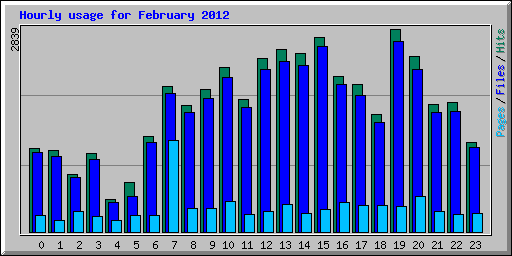 Hourly usage for February 2012
2839
Pages/Files/Hits
0 1 2 3 4 5 6 7 8 9 10 11 12 13 14 15 16 17 18 19 20 21 22 23